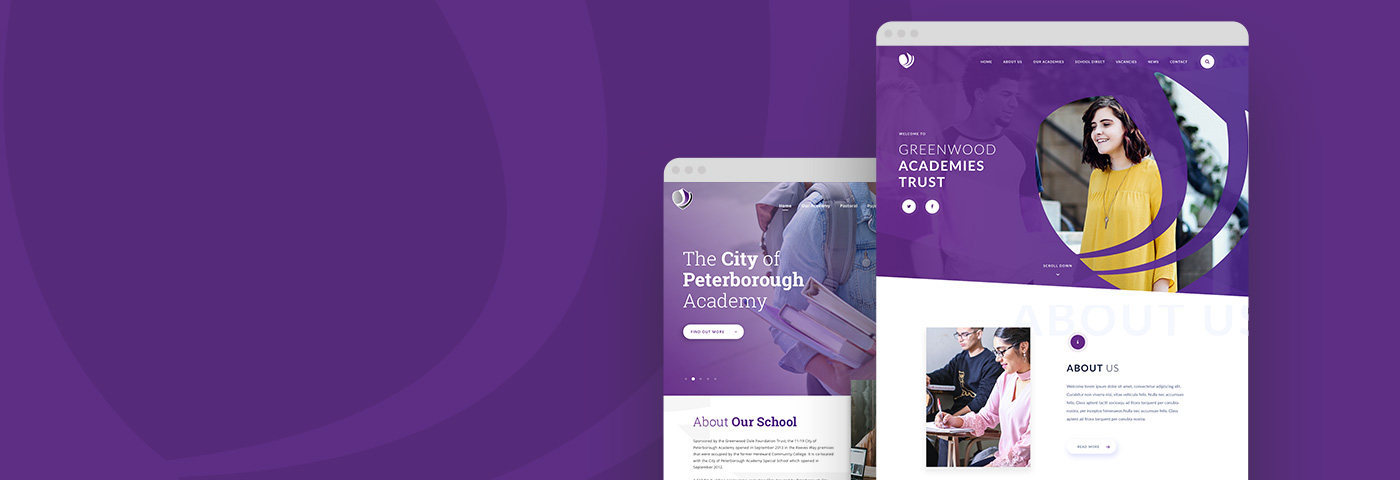 HOME ABOUT US OUR ACADEMIES SCHOOL DIRECT VACANCIES NEWS CONTACT
WELCOME TO
GREENWOOD
ACADEMIES
TRUST
SCROLL DOWN
ABOUT US
ABOUT US
Welcome lorem ipsum dolor sit amet, consectetur adipiscing elit.
Curabitur non viverra nisi, vitae vehicula felis. Nulla nec accumsan
felis. Class aptent taciti sociosqu ad litora torquent per conubia
nostra, per inceptos himenaeos.Nulla nec accumsan felis. Class
aptent taciti sociosqu ad litora torquent per conubia nostra.
READ MORE
Home Our Academy Pastoral
The City of
Peterborough
Academy
FIND OUT MORE
About Our School
Sponsored by the Greenwood Dale Foundation Trust, the 11-19 City of
Peterborough Academy opened in September 2013 in the Reeves Way premises
that were occupied by the former Hereward Community College. It is co-located
with the City of Peterborough Academy Special School which opened in
September 2012.